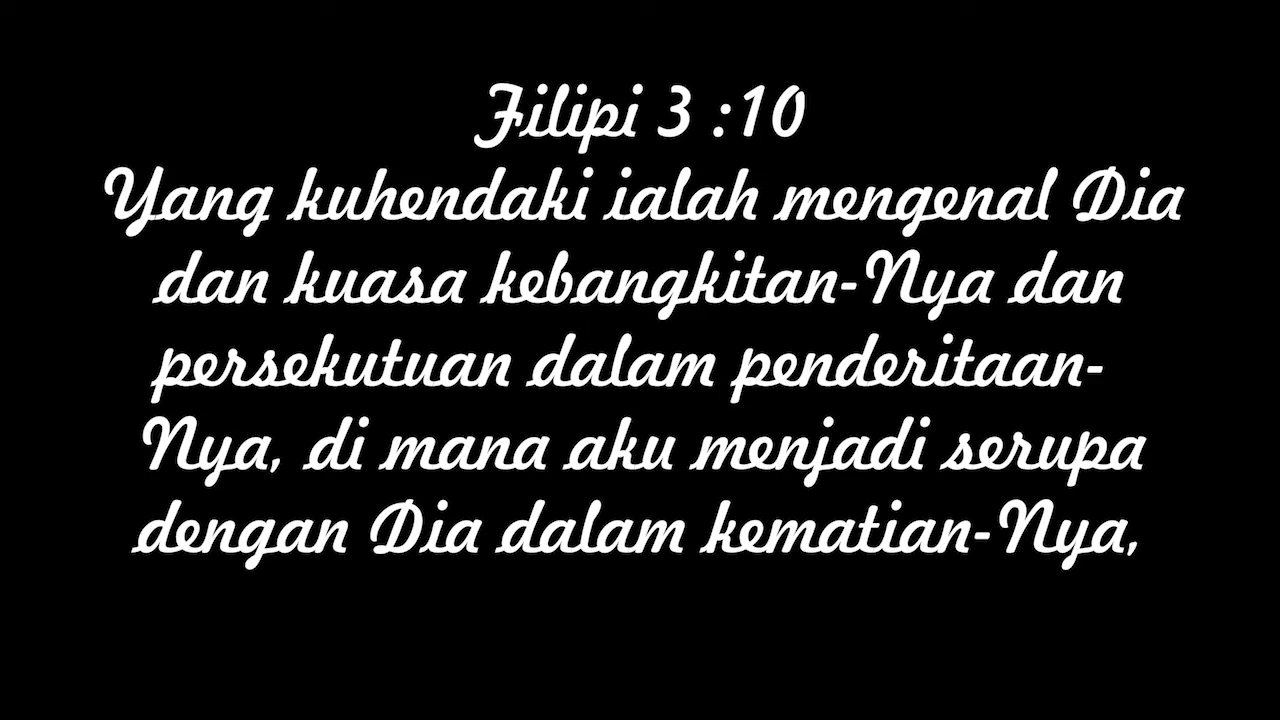 Filipi 3 :10
Yang kuhendaki ialah mengenal Dia
dan kuasa kebangkitan-Nya dan
persekutuan dalam penderitaan-
Nya, di mana aku menjadi serupa
dengan Dia dalam kematian-Nya,